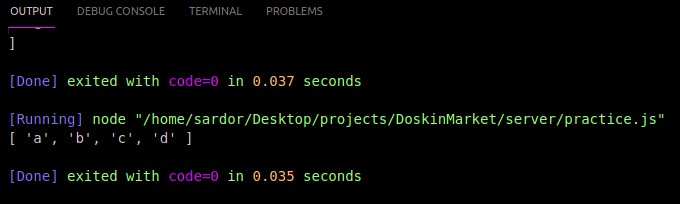 OUTPUT DEBUG CONSOLE TERMINAL PROBLEMS
]
[Done] exited with code=0 in 0.037 seconds
[Running] node "/home/sardor/Desktop/projects/DoskinMarket/server/practice.js"
[ 'a', 'b', 'c', 'd' ]
[Done] exited with code=0 in 0.035 seconds